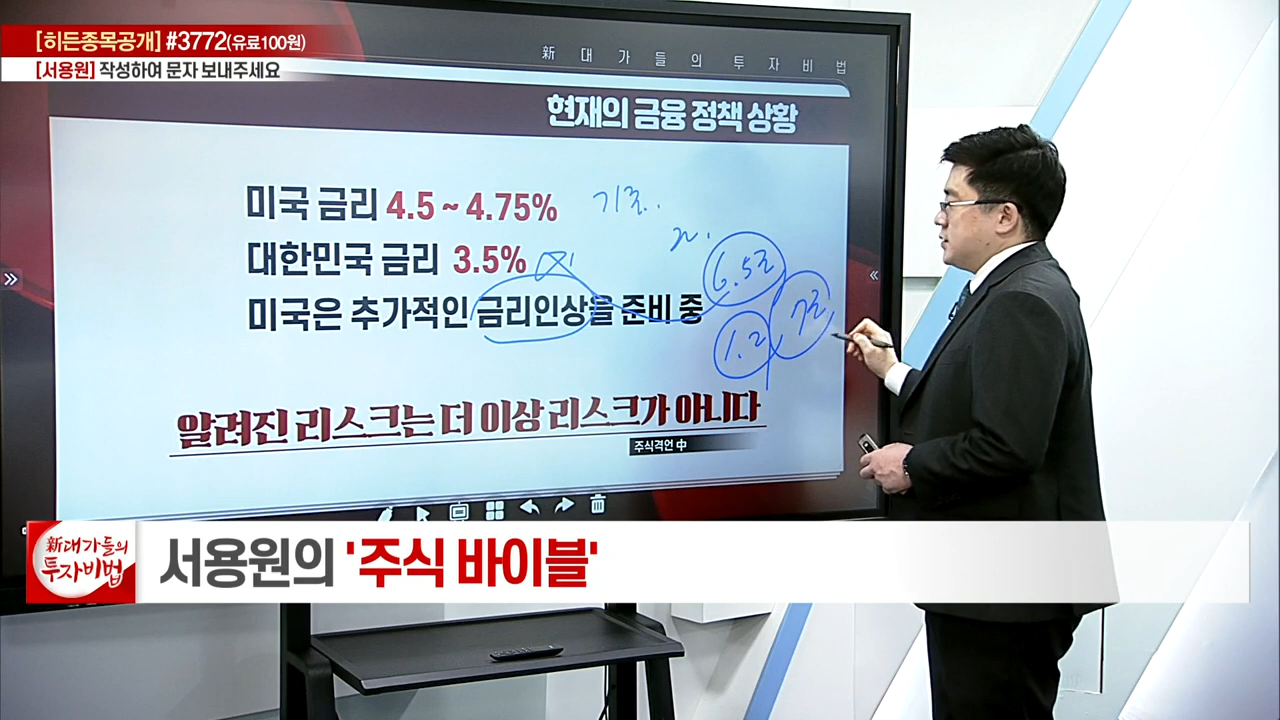 [히든종목공개] #3772(유료100원)
[서용원] 작성하여 문자 보내주세요
新 대 가 들 의 투 자 비 법
현재의 금융 정책 상황
미국 금리 4.5 ~ 4.75%
기조..
대한민국 금리 3.5%
6.5조
미국은 추가적인 금리인상을 준비 중
7조
1.2
알려진 리스크는 더 이상 리스크가 아니다
주식격언 中
新대가들의
투자비법
서용원의 '주식 바이블'